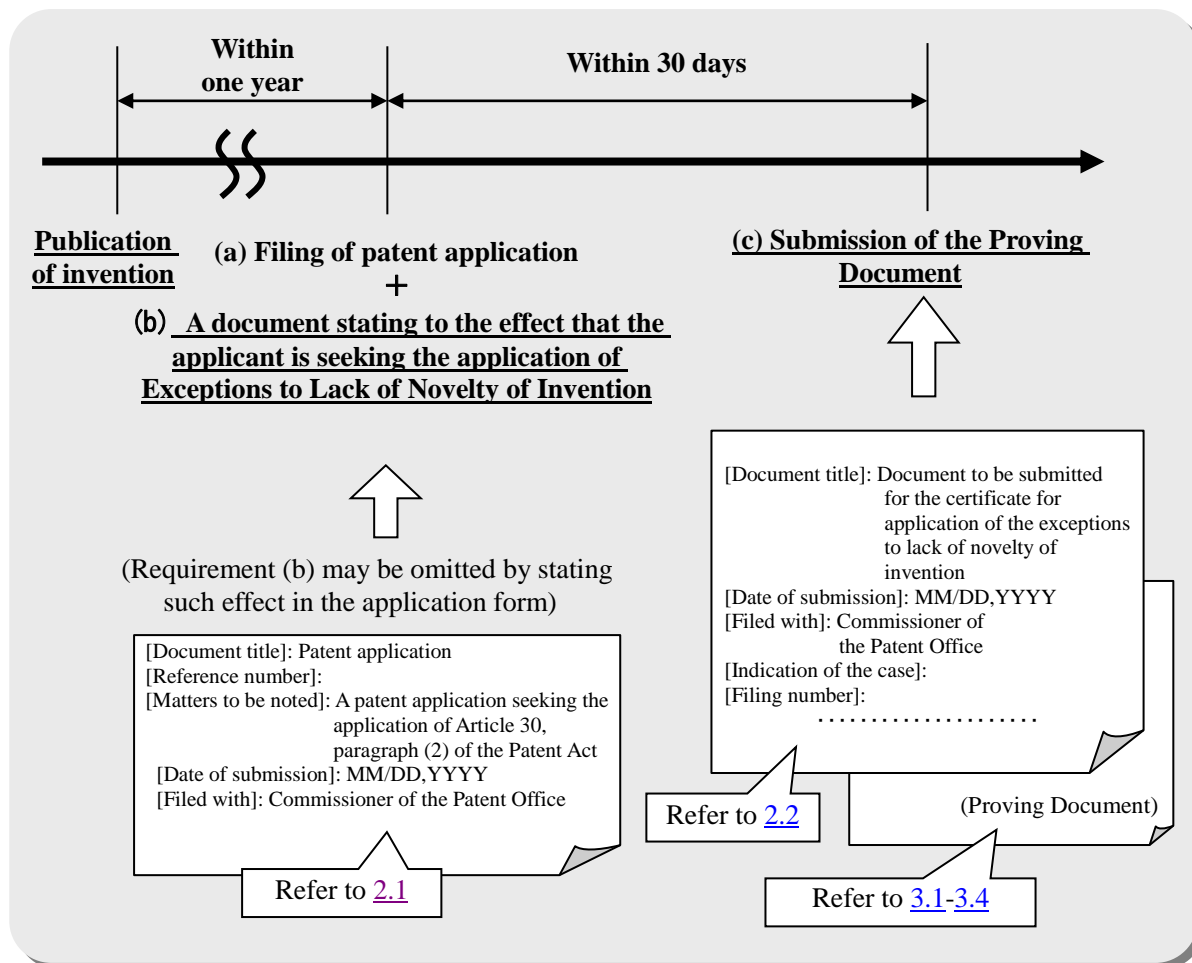 Within
one year
Within 30 days
Publication
of invention
(a) Filing of patent application
+
(b) A document stating to the effect that the
applicant is seeking the application of
Exceptions to Lack of Novelty of Invention
(c) Submission of the Proving
Document
(Requirement (b) may be omitted by stating
such effect in the application form)
[Document title]: Patent application
[Reference number]:
[Matters to be noted]: A patent application seeking the
application of Article 30,
paragraph (2) of the Patent Act
[Date of submission]: MM/DD,YYYY
[Filed with]: Commissioner of the Patent Office
Refer to 2.1
[Document title]: Document to be submitted
for the certificate for
application of the exceptions
to lack of novelty of
invention
[Date of submission]: MM/DD,YYYY
[Filed with]: Commissioner of
the Patent Office
[Indication of the case]:
[Filing number]:
. . . . . . . . . . . . . . . . . . . . .
Refer to 2.2
(Proving Document)
Refer to 3.1-3.4